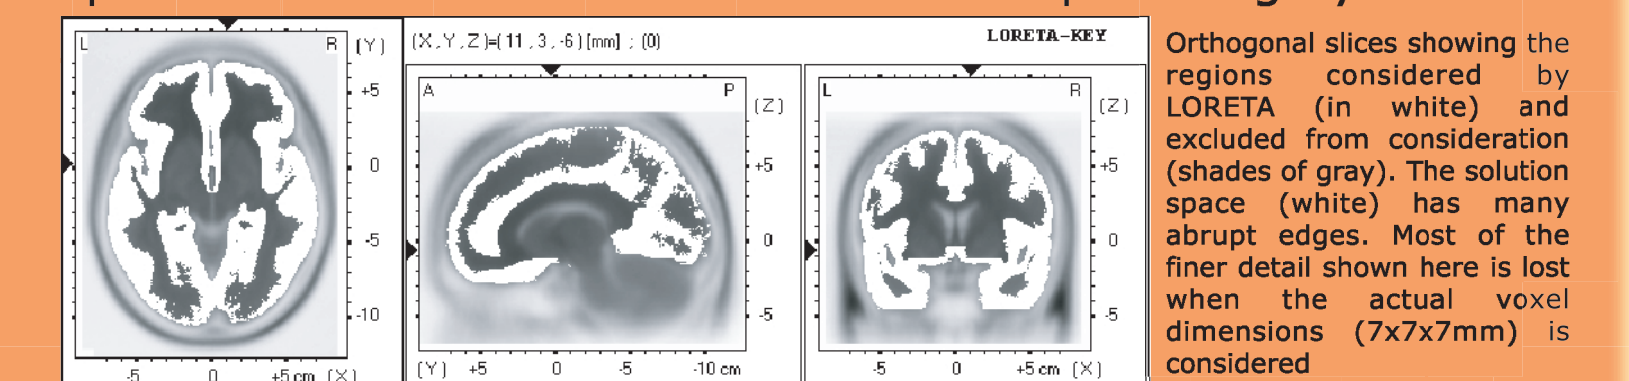 L R (Y)
+5
0
-5
-10
-5 0 +5 cm (X)
(X,Y,Z)=( 11 , 3 , -6 ) [mm] ; (0)
LORETA-KEY
A P (Z)
+5
0
-5
(Y) +5 0 -5 -10 cm
L R (Z)
+5
0
-5
-5 0 +5 cm (X)
Orthogonal slices showing the
regions considered by
LORETA (in white) and
excluded from consideration
(shades of gray). The solution
space (white) has many
abrupt edges. Most of the
finer detail shown here is lost
when the actual voxel
dimensions (7x7x7mm) is
considered